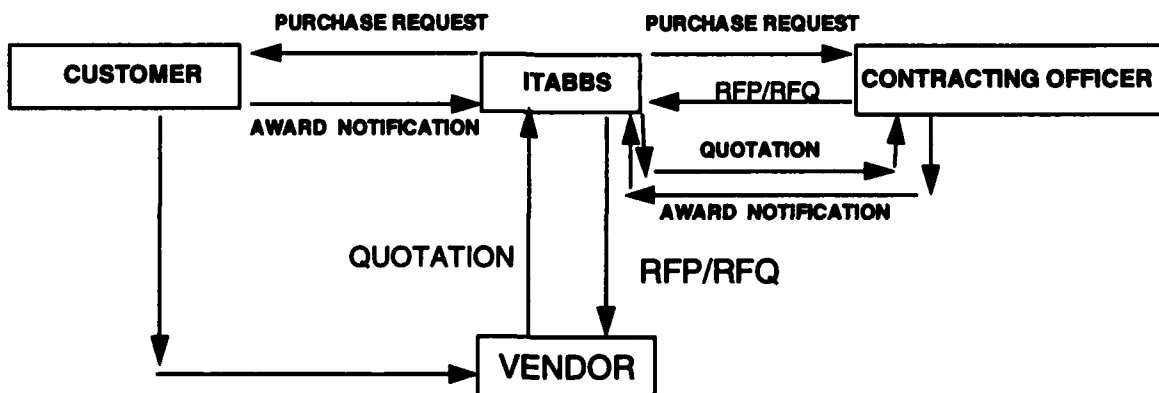 PURCHASE REQUEST
PURCHASE REQUEST
CUSTOMER
ITABBS
CONTRACTING OFFICER
RFP/RFQ
AWARD NOTIFICATION
QUOTATION
AWARD NOTIFICATION
QUOTATION
RFP/RFQ
VENDOR